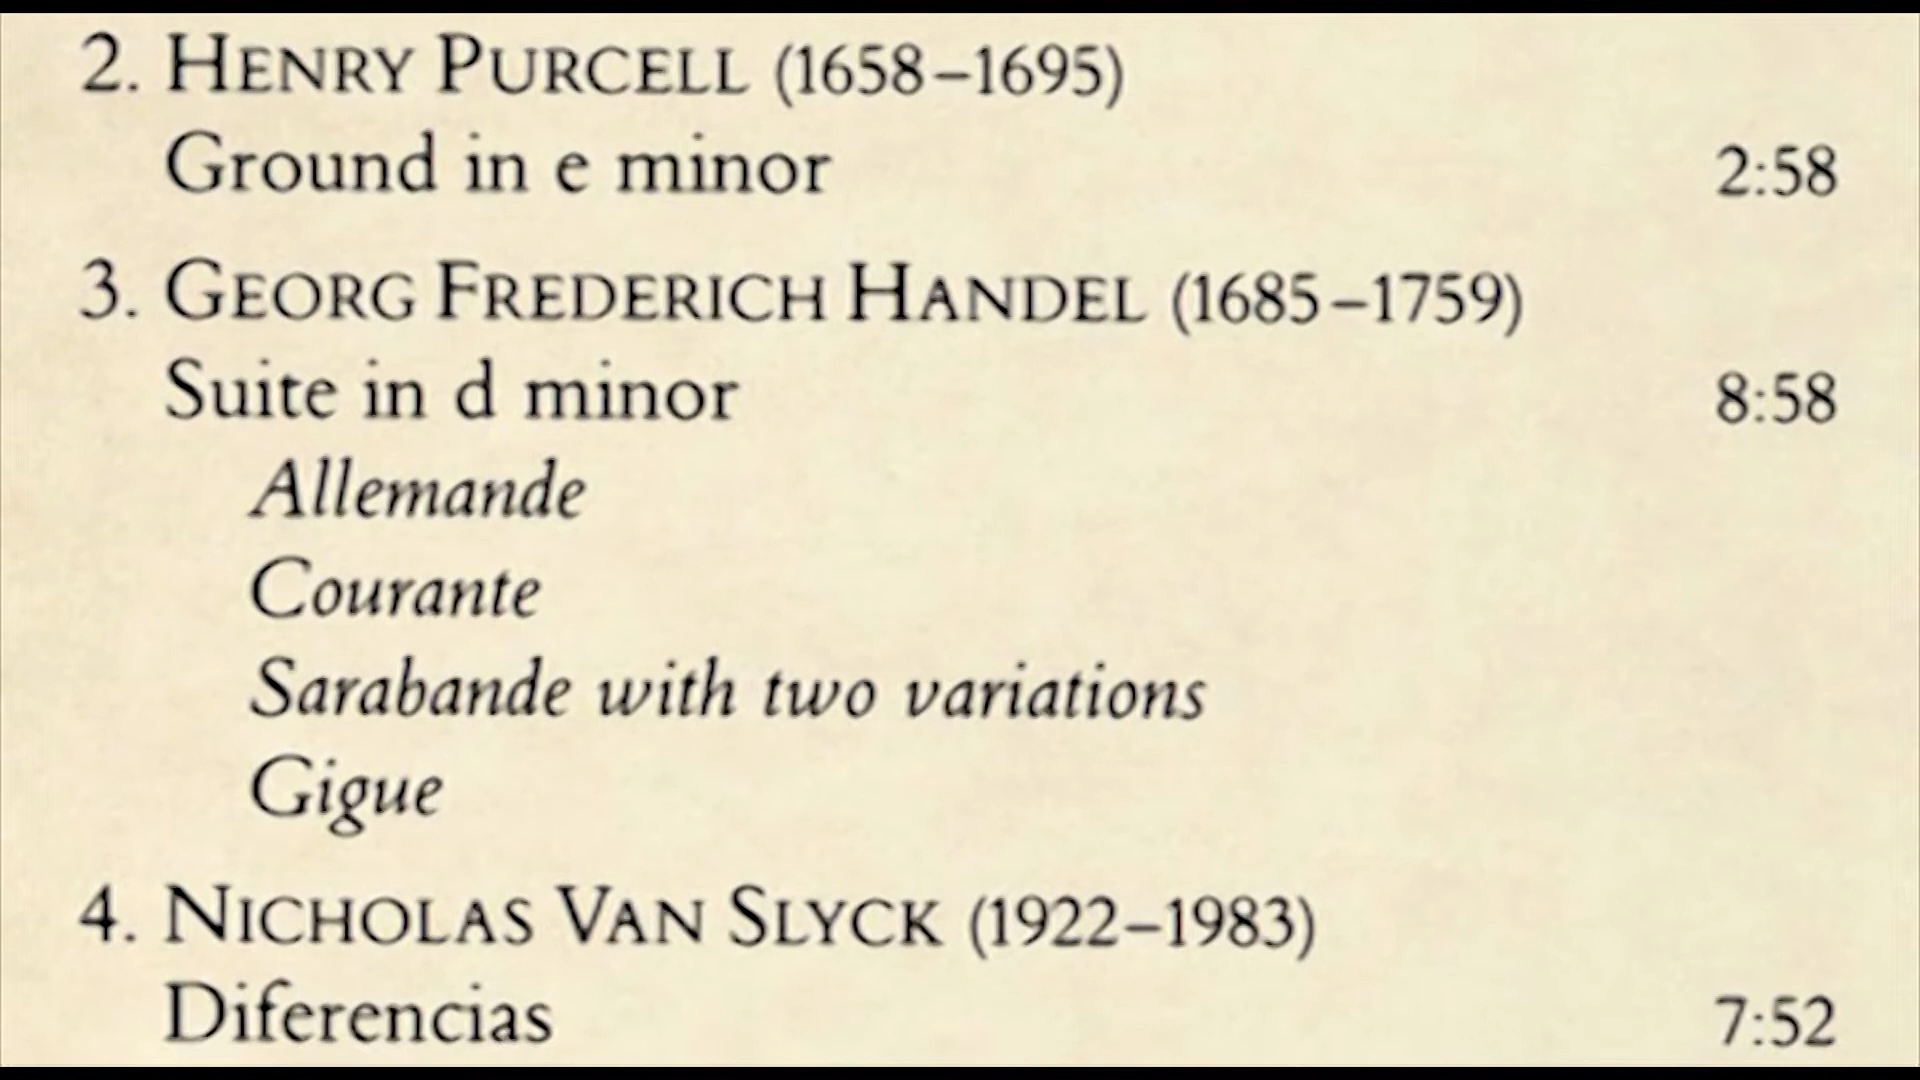 2. HENRY PURCELL (1658–1695)
Ground in e minor 2:58
3. GEORG FREDERICH HANDEL (1685–1759)
Suite in d minor 8:58
Allemande
Courante
Sarabande with two variations
Gigue
4. NICHOLAS VAN SLYCK (1922–1983)
Diferencias 7:52